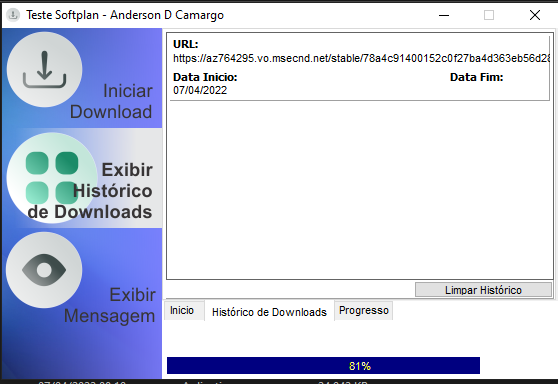 Teste Softplan - Anderson D Camargo
Iniciar
Download
Exibir
Histórico
de Downloads
Exibir
Mensagem
URL:
https://az764295.vo.msecnd.net/stable/78a4c91400152c0f27ba4d363eb56d28
Data Inicio:
Data Fim:
07/04/2022
Limpar Histórico
Inicio
Histórico de Downloads
Progresso
81%